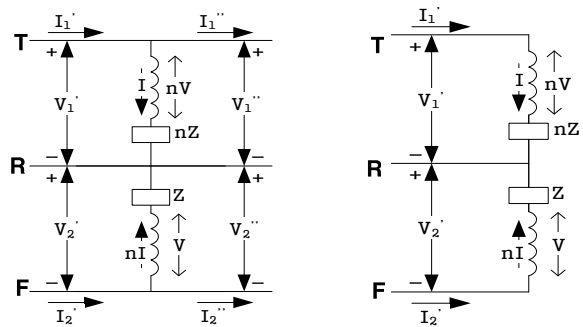 I₁' I₁''
T
+ +
I nV
V₁' V₁''
nZ
R
− −
+ +
Z
V₂' V₂''
nI V
− −
F
I₂' I₂''
I₁'
T
+
I nV
V₁'
nZ
R
−
+
Z
V₂'
nI V
−
F
I₂'